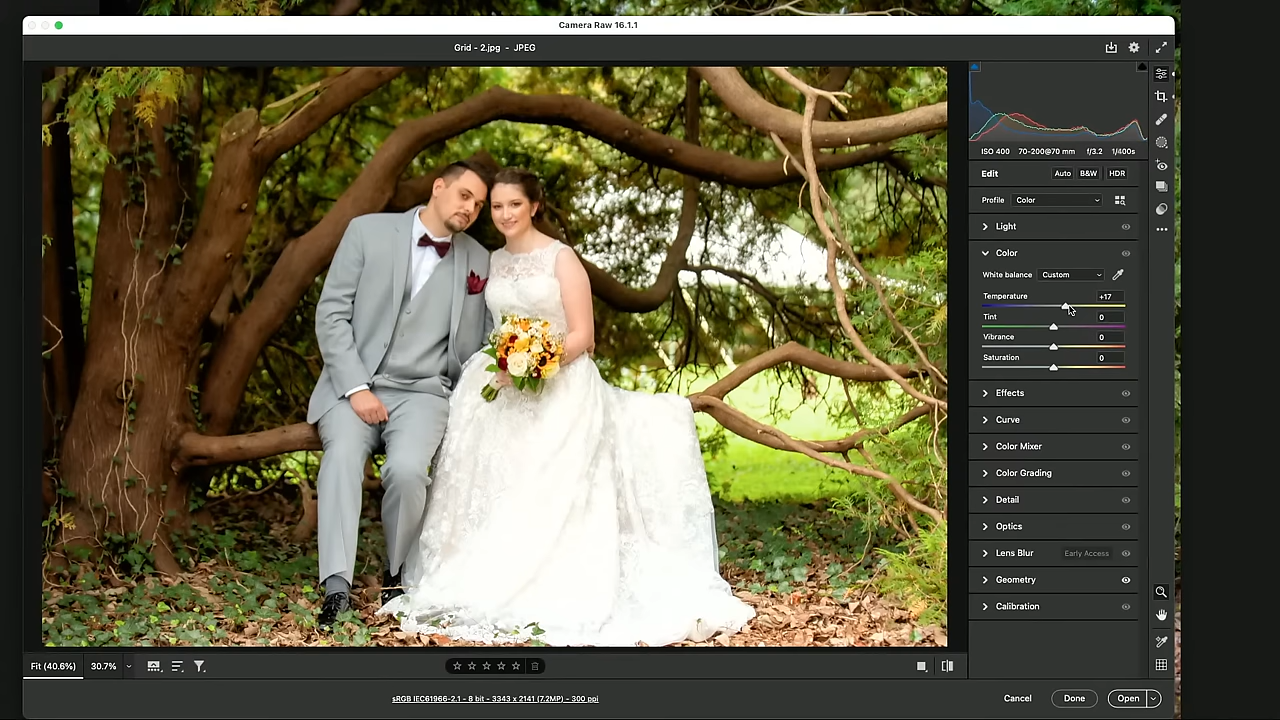 Camera Raw 16.1.1
Grid - 2.jpg - JPEG
ISO 400 70-200@70 mm f/3.2 1/400s
Edit Auto B&W HDR
Profile Color
Light
Color
White balance Custom
Temperature +17
Tint 0
Vibrance 0
Saturation 0
Effects
Curve
Color Mixer
Color Grading
Detail
Optics
Lens Blur Early Access
Geometry
Calibration
Fit (40.6%) 30.7%
sRGB IEC61966-2.1 - 8 bit - 3343 x 2141 (7.2MP) - 300 ppi
Cancel Done Open